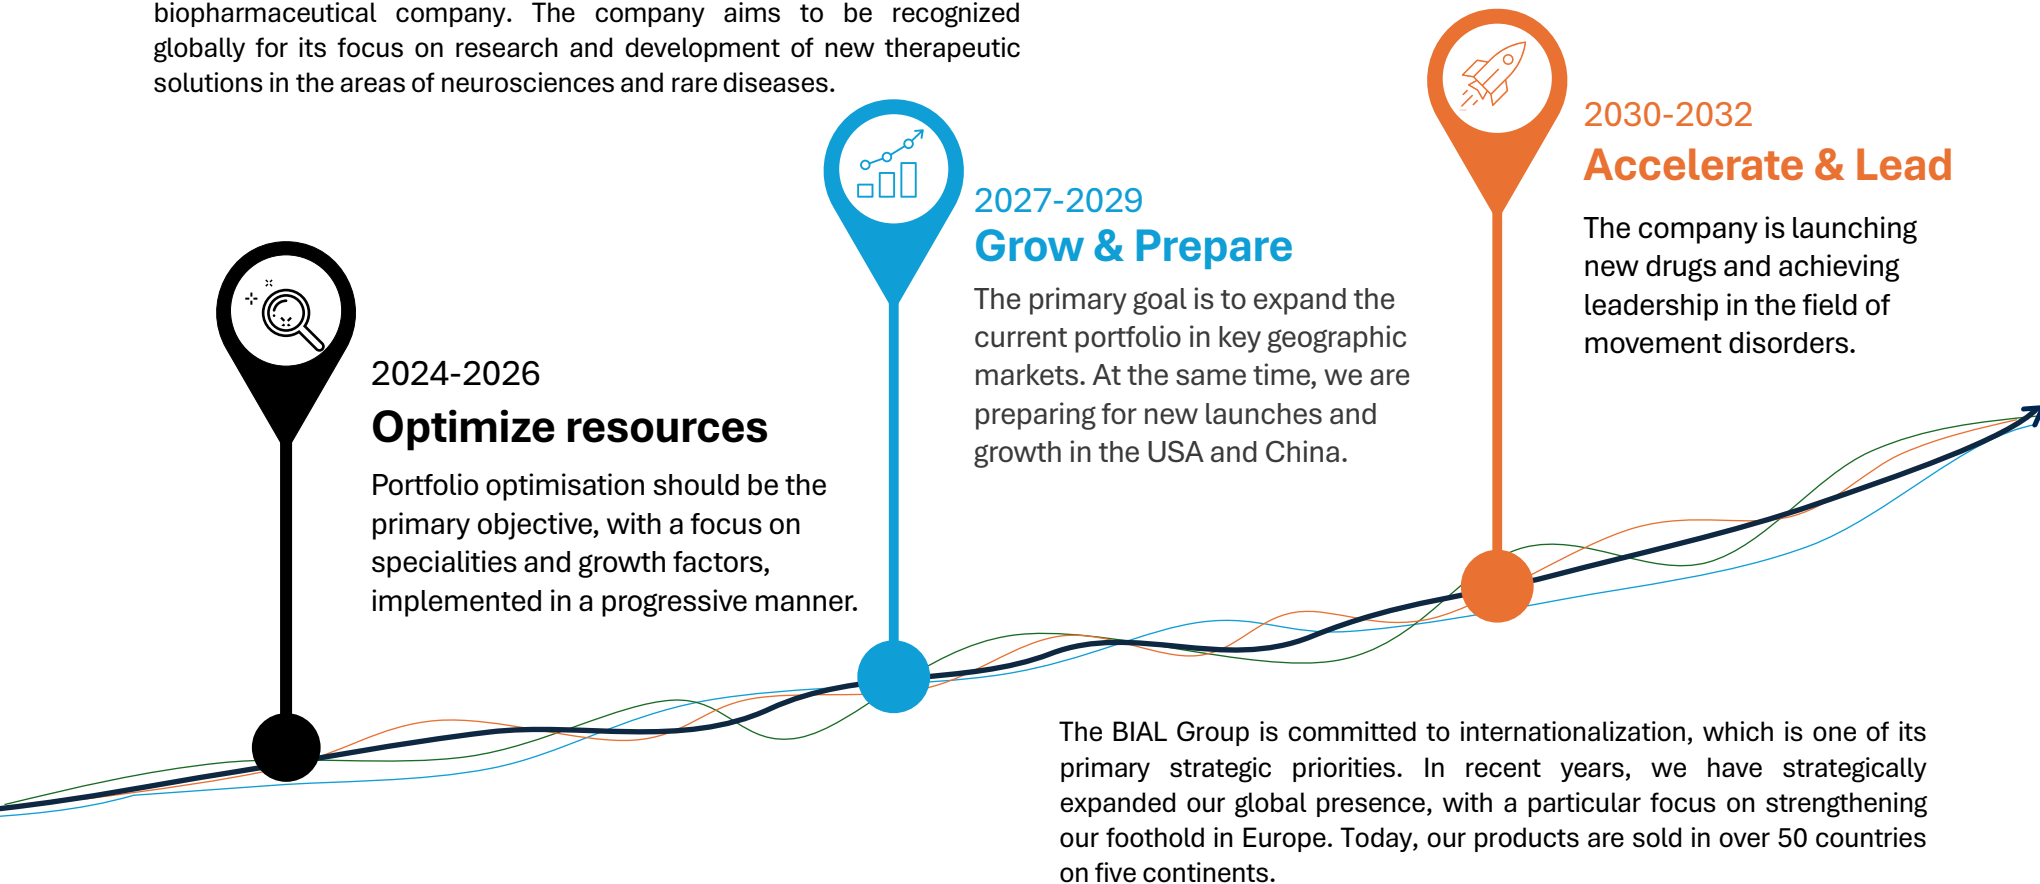 biopharmaceutical company. The company aims to be recognized
globally for its focus on research and development of new therapeutic
solutions in the areas of neurosciences and rare diseases.
2024-2026
Optimize resources
Portfolio optimisation should be the
primary objective, with a focus on
specialities and growth factors,
implemented in a progressive manner.
2027-2029
Grow & Prepare
The primary goal is to expand the
current portfolio in key geographic
markets. At the same time, we are
preparing for new launches and
growth in the USA and China.
2030-2032
Accelerate & Lead
The company is launching
new drugs and achieving
leadership in the field of
movement disorders.
The BIAL Group is committed to internationalization, which is one of its
primary strategic priorities. In recent years, we have strategically
expanded our global presence, with a particular focus on strengthening
our foothold in Europe. Today, our products are sold in over 50 countries
on five continents.